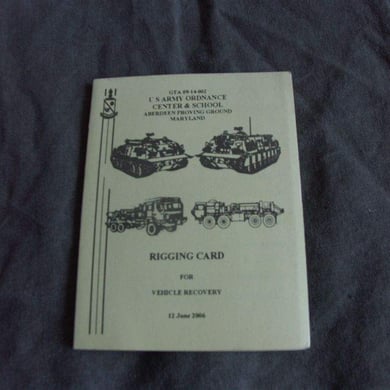 GTA 09-14-002
U S ARMY ORDNANCE
CENTER & SCHOOL
ABERDEEN PROVING GROUND
MARYLAND
RIGGING CARD
FOR
VEHICLE RECOVERY
12 June 2006